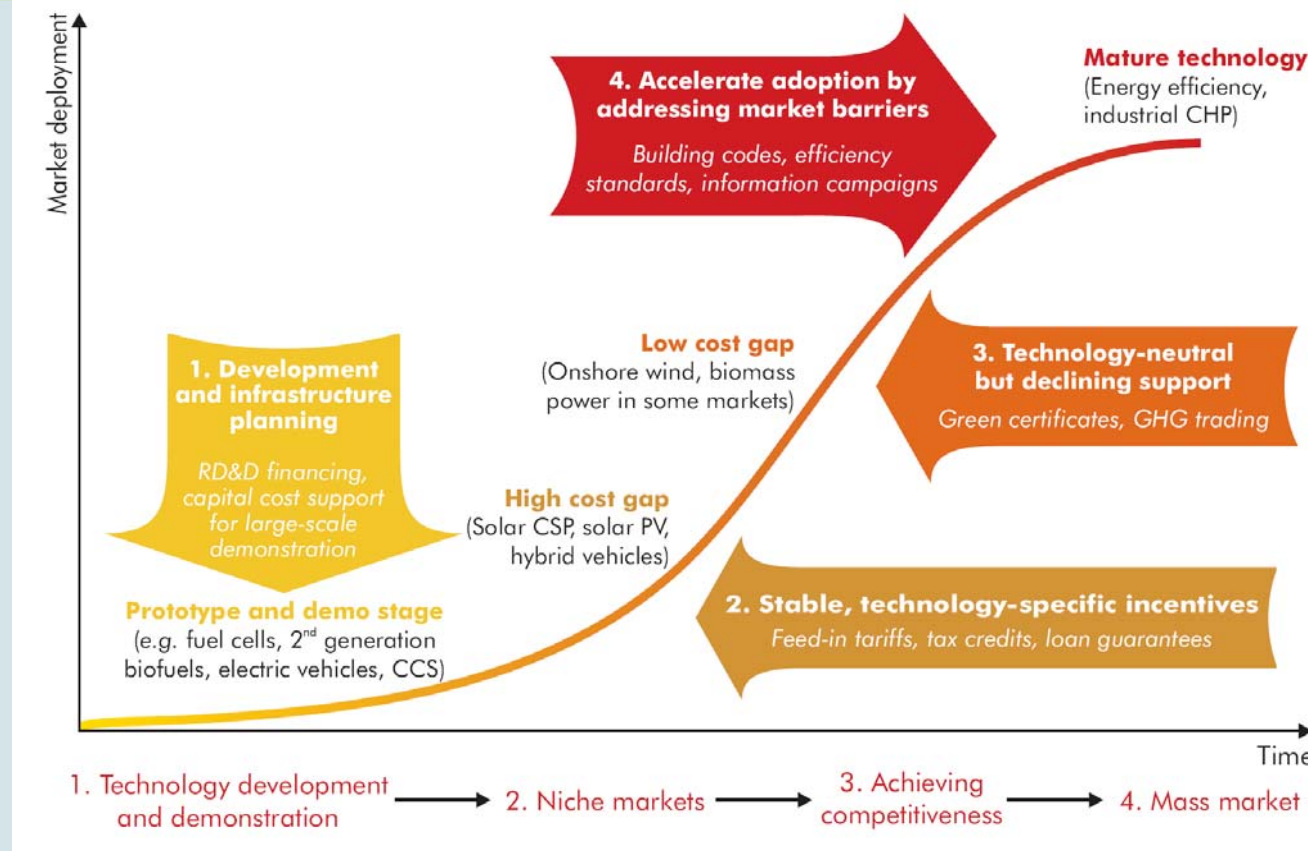 Market deployment
4. Accelerate adoption by
addressing market barriers
Building codes, efficiency
standards, information campaigns
Mature technology
(Energy efficiency,
industrial CHP)
1. Development
and infrastructure
planning
RD&D financing,
capital cost support
for large-scale
demonstration
Low cost gap
(Onshore wind, biomass
power in some markets)
3. Technology-neutral
but declining support
Green certificates, GHG trading
High cost gap
(Solar CSP, solar PV,
hybrid vehicles)
Prototype and demo stage
(e.g. fuel cells, 2nd generation
biofuels, electric vehicles, CCS)
2. Stable, technology-specific incentives
Feed-in tariffs, tax credits, loan guarantees
Time
1. Technology development
and demonstration
2. Niche markets
3. Achieving
competitiveness
4. Mass market